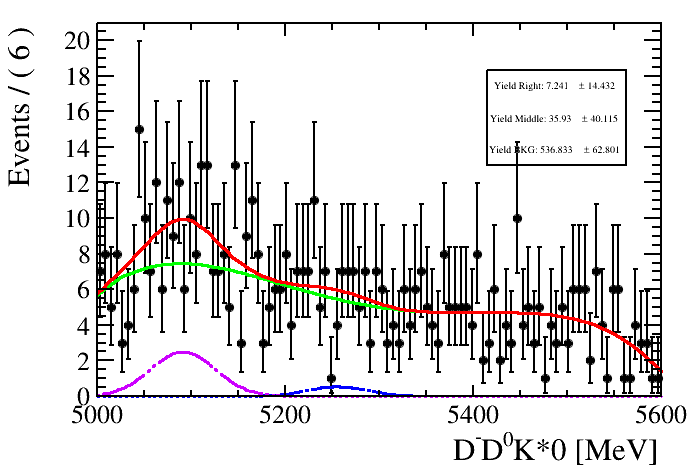 Events / ( 6 )
20
18
16
14
12
10
8
6
4
2
0
Yield Right: 7.241 ± 14.432
Yield Middle: 35.93 ± 40.115
Yield BKG: 536.833 ± 62.801
5000 5200 5400 5600
D⁻D⁰K*0 [MeV]